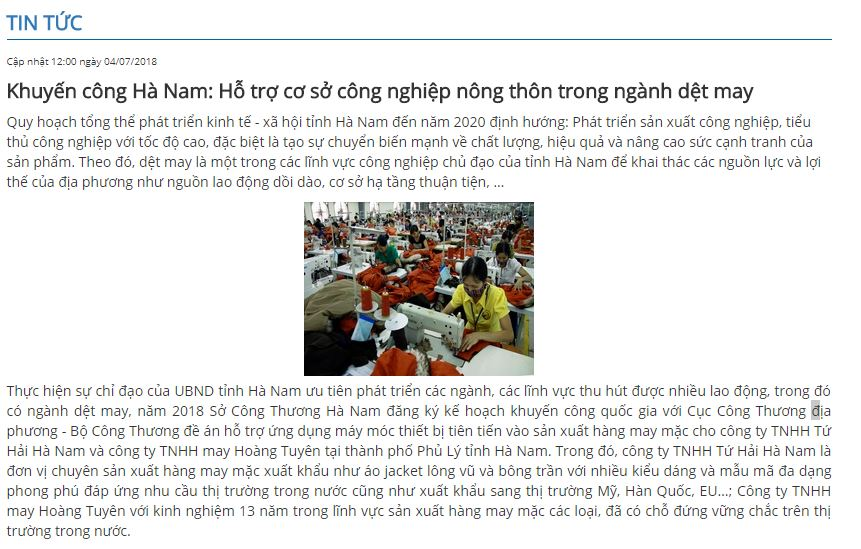 TIN TỨC
Cập nhật 12:00 ngày 04/07/2018
Khuyến công Hà Nam: Hỗ trợ cơ sở công nghiệp nông thôn trong ngành dệt may
Quy hoạch tổng thể phát triển kinh tế - xã hội tỉnh Hà Nam đến năm 2020 định hướng: Phát triển sản xuất công nghiệp, tiểu
thủ công nghiệp với tốc độ cao, đặc biệt là tạo sự chuyển biến mạnh về chất lượng, hiệu quả và nâng cao sức cạnh tranh của
sản phẩm. Theo đó, dệt may là một trong các lĩnh vực công nghiệp chủ đạo của tỉnh Hà Nam để khai thác các nguồn lực và lợi
thế của địa phương như nguồn lao động dồi dào, cơ sở hạ tầng thuận tiện, ...
Thực hiện sự chỉ đạo của UBND tỉnh Hà Nam ưu tiên phát triển các ngành, các lĩnh vực thu hút được nhiều lao động, trong đó
có ngành dệt may, năm 2018 Sở Công Thương Hà Nam đăng ký kế hoạch khuyến công quốc gia với Cục Công Thương địa
phương - Bộ Công Thương đề án hỗ trợ ứng dụng máy móc thiết bị tiên tiến vào sản xuất hàng may mặc cho công ty TNHH Tứ
Hải Hà Nam và công ty TNHH may Hoàng Tuyên tại thành phố Phủ Lý tỉnh Hà Nam. Trong đó, công ty TNHH Tứ Hải Hà Nam là
đơn vị chuyên sản xuất hàng may mặc xuất khẩu như áo jacket lông vũ và bông trần với nhiều kiểu dáng và mẫu mã đa dạng
phong phú đáp ứng nhu cầu thị trường trong nước cũng như xuất khẩu sang thị trường Mỹ, Hàn Quốc, EU...; Công ty TNHH
may Hoàng Tuyên với kinh nghiệm 13 năm trong lĩnh vực sản xuất hàng may mặc các loại, đã có chỗ đứng vững chắc trên thị
trường trong nước.